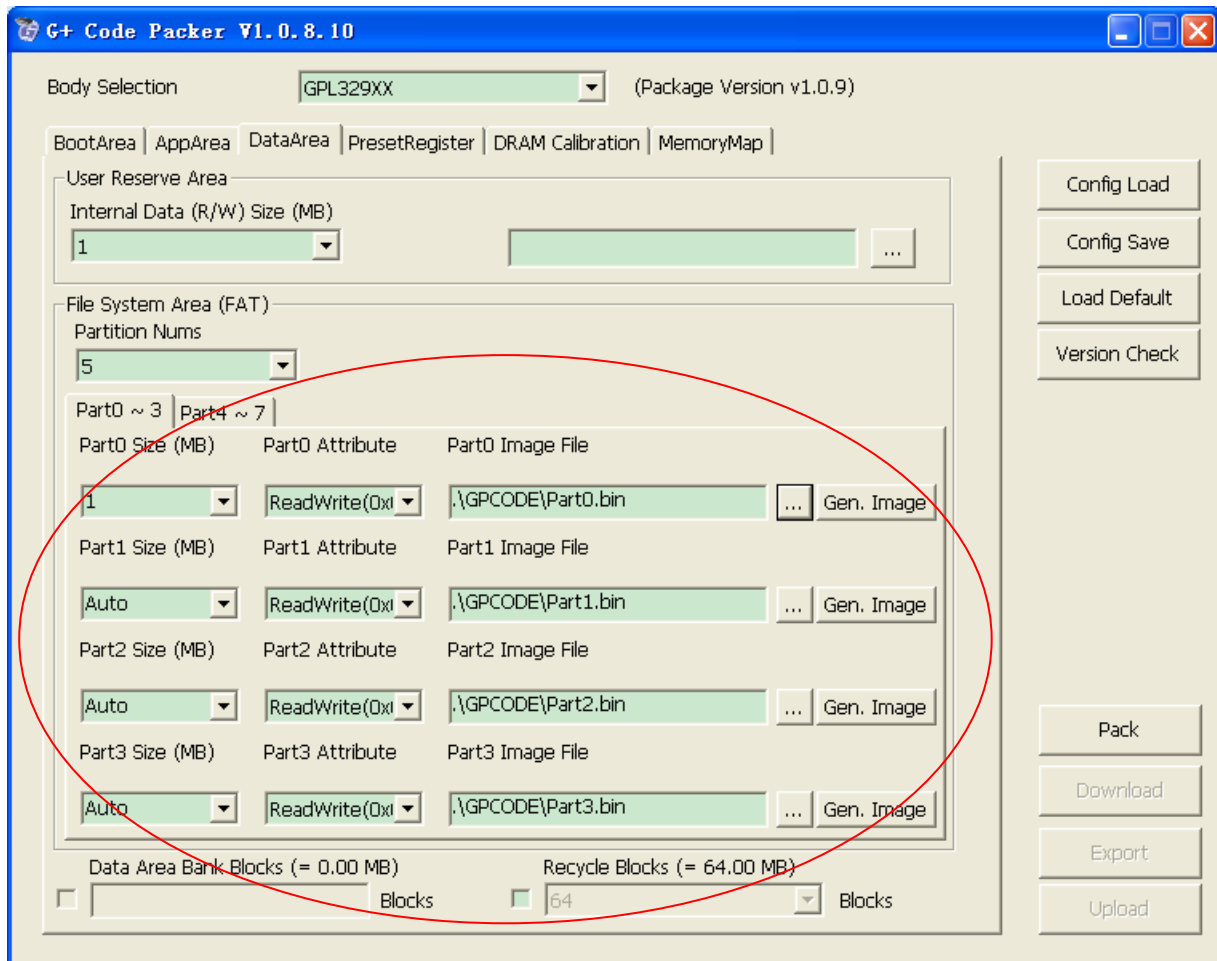 G+ Code Packer V1.0.8.10
Body Selection GPL329XX (Package Version v1.0.9)
BootArea AppArea DataArea PresetRegister DRAM Calibration MemoryMap
User Reserve Area
Internal Data (R/W) Size (MB)
1 ...
File System Area (FAT)
Partition Nums
5
Part0 ~ 3 Part4 ~ 7
Part0 Size (MB) Part0 Attribute Part0 Image File
1 ReadWrite(0x .\GPCODE\Part0.bin ... Gen. Image
Part1 Size (MB) Part1 Attribute Part1 Image File
Auto ReadWrite(0x .\GPCODE\Part1.bin ... Gen. Image
Part2 Size (MB) Part2 Attribute Part2 Image File
Auto ReadWrite(0x .\GPCODE\Part2.bin ... Gen. Image
Part3 Size (MB) Part3 Attribute Part3 Image File
Auto ReadWrite(0x .\GPCODE\Part3.bin ... Gen. Image
Data Area Bank Blocks (= 0.00 MB) Recycle Blocks (= 64.00 MB)
Blocks 64 Blocks
Config Load
Config Save
Load Default
Version Check
Pack
Download
Export
Upload